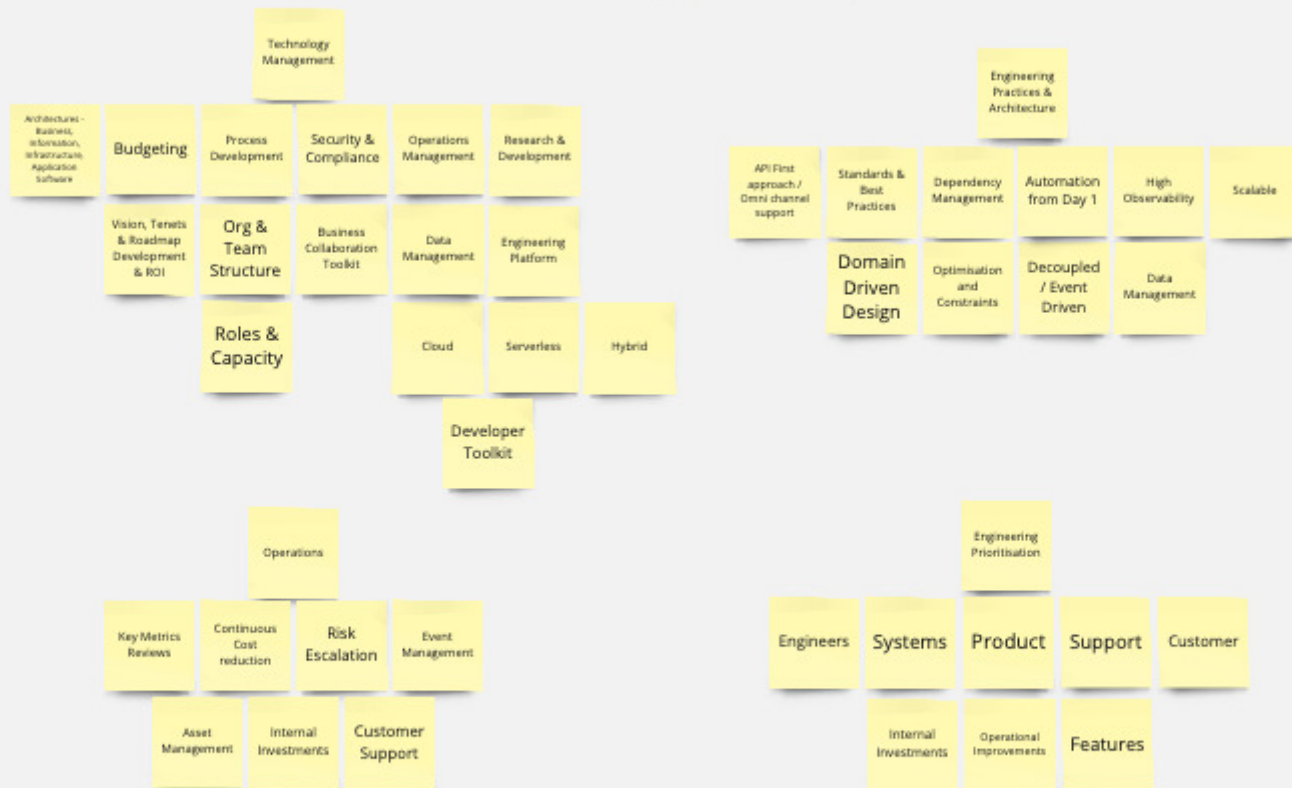 Technology
Management
Architectures -
Business,
Information,
Infrastructure,
Application
Software
Budgeting
Process
Development
Security &
Compliance
Operations
Management
Research &
Development
Vision, Tenets
& Roadmap
Development
& ROI
Org &
Team
Structure
Business
Collaboration
Toolkit
Data
Management
Engineering
Platform
Roles &
Capacity
Cloud
Serverless
Hybrid
Developer
Toolkit
Engineering
Practices &
Architecture
API First
approach /
Omni channel
support
Standards &
Best
Practices
Dependency
Management
Automation
from Day 1
High
Observability
Scalable
Domain
Driven
Design
Optimisation
and
Constraints
Decoupled
/ Event
Driven
Data
Management
Operations
Key Metrics
Reviews
Continuous
Cost
reduction
Risk
Escalation
Event
Management
Asset
Management
Internal
Investments
Customer
Support
Engineering
Prioritisation
Engineers
Systems
Product
Support
Customer
Internal
Investments
Operational
Improvements
Features